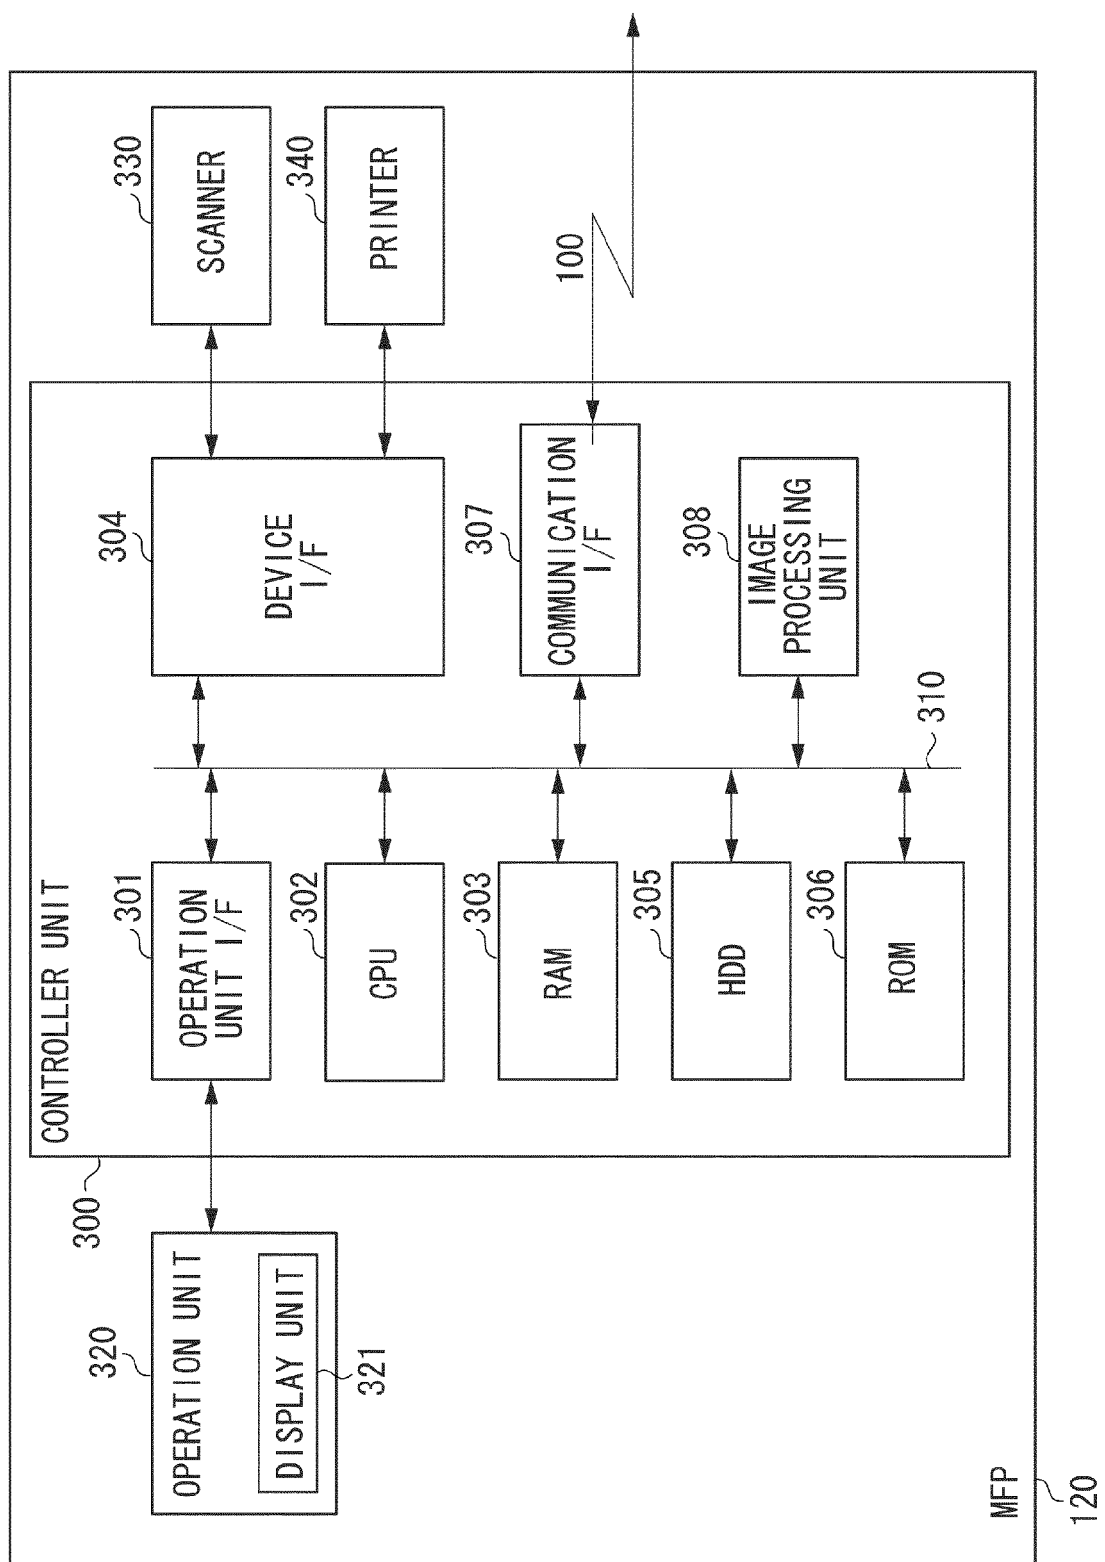 320
OPERATION UNIT
DISPLAY UNIT
321
300
CONTROLLER UNIT
301
OPERATION
UNIT I/F
302
CPU
303
RAM
305
HDD
306
ROM
310
304
DEVICE
I/F
307
COMMUNICATION
I/F
308
IMAGE
PROCESSING
UNIT
330
SCANNER
340
PRINTER
100
MFP
120